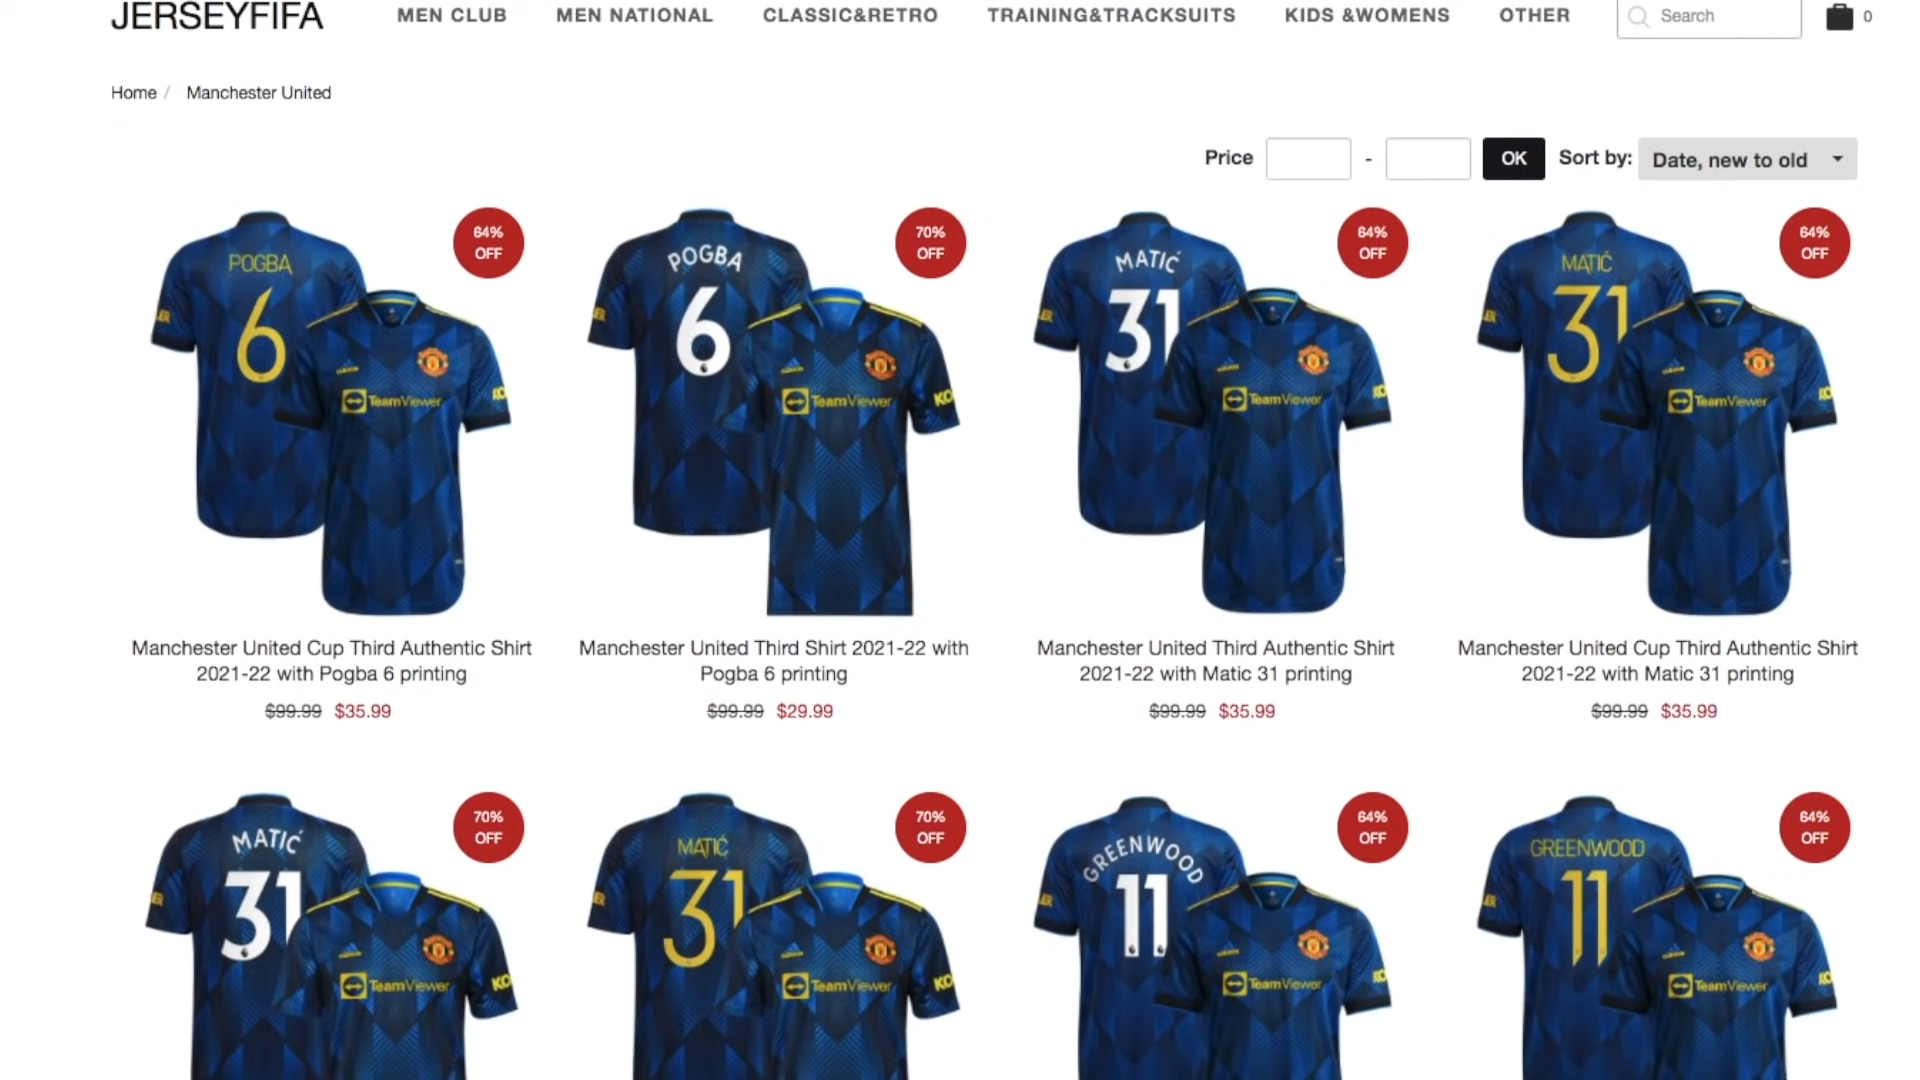 JERSEYFIFA
MEN CLUB
MEN NATIONAL
CLASSIC&RETRO
TRAINING&TRACKSUITS
KIDS &WOMENS
OTHER
Search
0
Home / Manchester United
Price - OK Sort by: Date, new to old
64%
OFF
POGBA
6
TeamViewer
70%
OFF
POGBA
6
TeamViewer
64%
OFF
MATIĆ
31
TeamViewer
64%
OFF
MATIĆ
31
TeamViewer
Manchester United Cup Third Authentic Shirt
2021-22 with Pogba 6 printing
$99.99 $35.99
Manchester United Third Shirt 2021-22 with
Pogba 6 printing
$99.99 $29.99
Manchester United Third Authentic Shirt
2021-22 with Matic 31 printing
$99.99 $35.99
Manchester United Cup Third Authentic Shirt
2021-22 with Matic 31 printing
$99.99 $35.99
70%
OFF
MATIĆ
31
TeamViewer
70%
OFF
MATIĆ
31
TeamViewer
64%
OFF
GREENWOOD
11
TeamViewer
64%
OFF
GREENWOOD
11
TeamViewer